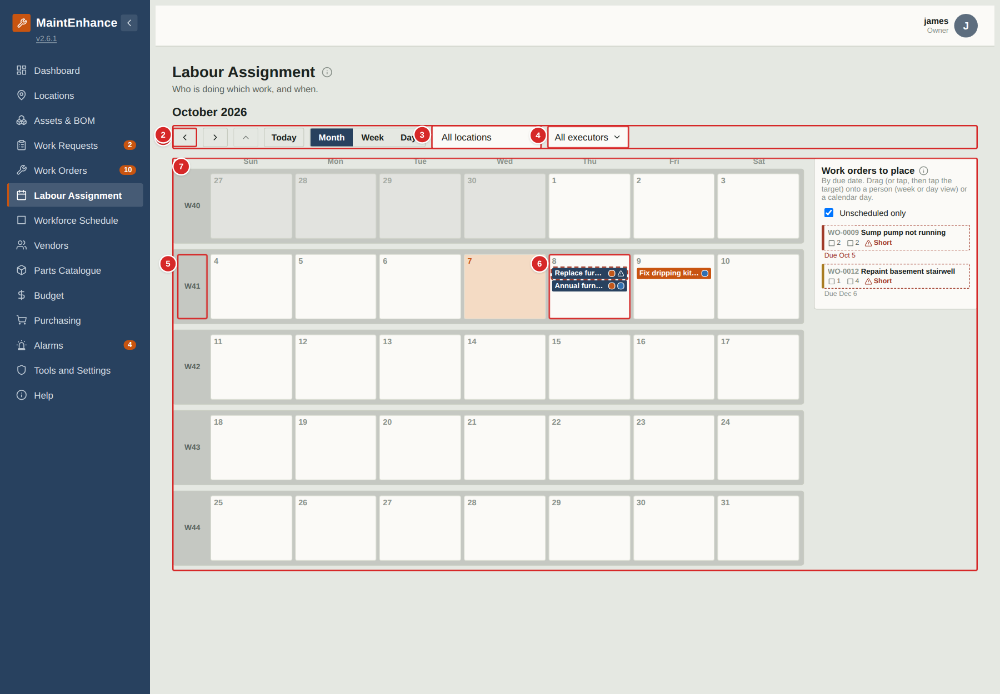 MaintEnhance
v2.6.1
Dashboard
Locations
Assets & BOM
Work Requests 2
Work Orders 10
Labour Assignment
Workforce Schedule
Vendors
Parts Catalogue
Budget
Purchasing
Alarms 4
Tools and Settings
Help
james
Owner
J
Labour Assignment
Who is doing which work, and when.
October 2026
2 Today Month Week Day 3 All locations 4 All executors
7 Sun Mon Tue Wed Thu Fri Sat
W40 27 28 29 30 1 2 3
5 W41 4 5 6 7 6 8 9 10
Replace fur… Fix dripping kit…
Annual furn…
W42 11 12 13 14 15 16 17
W43 18 19 20 21 22 23 24
W44 25 26 27 28 29 30 31
Work orders to place
By due date. Drag (or tap, then tap the
target) onto a person (week or day view) or
a calendar day.
Unscheduled only
WO-0009 Sump pump not running
2 2 Short
Due Oct 5
WO-0012 Repaint basement stairwell
1 4 Short
Due Dec 6